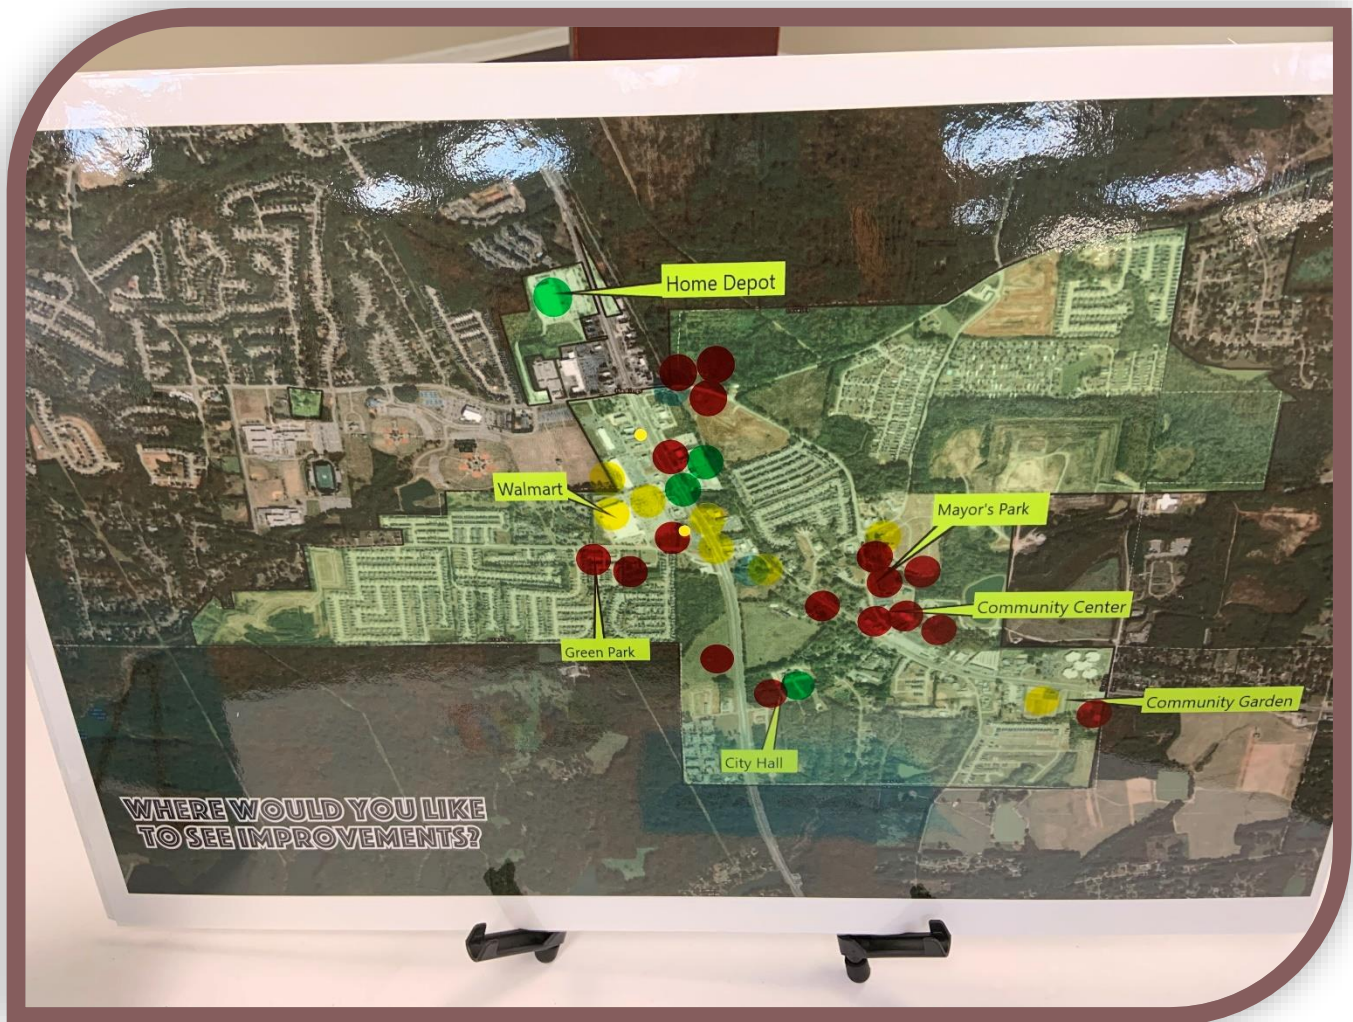 Home Depot
Walmart
Mayor's Park
Community Center
Green Park
Community Garden
City Hall
WHERE WOULD YOU LIKE
TO SEE IMPROVEMENTS?